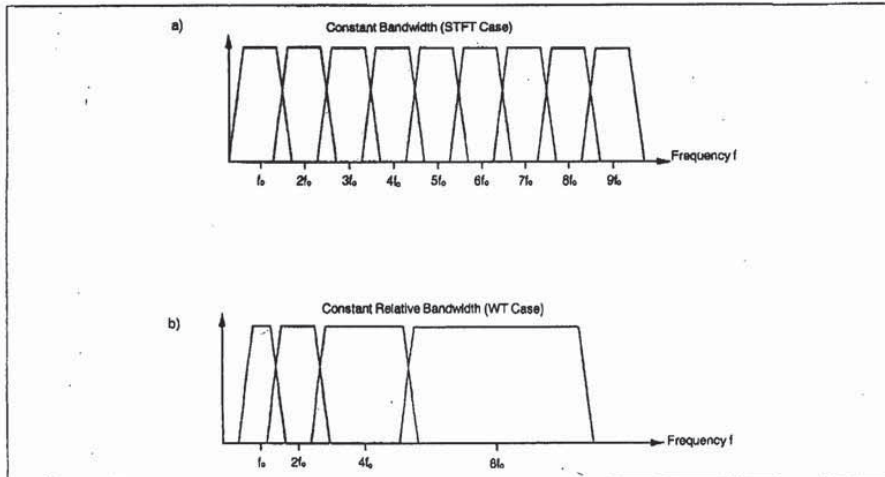 a)
Constant Bandwidth (STFT Case)
Frequency f
f₀ 2f₀ 3f₀ 4f₀ 5f₀ 6f₀ 7f₀ 8f₀ 9f₀
b)
Constant Relative Bandwidth (WT Case)
Frequency f
f₀ 2f₀ 4f₀ 8f₀